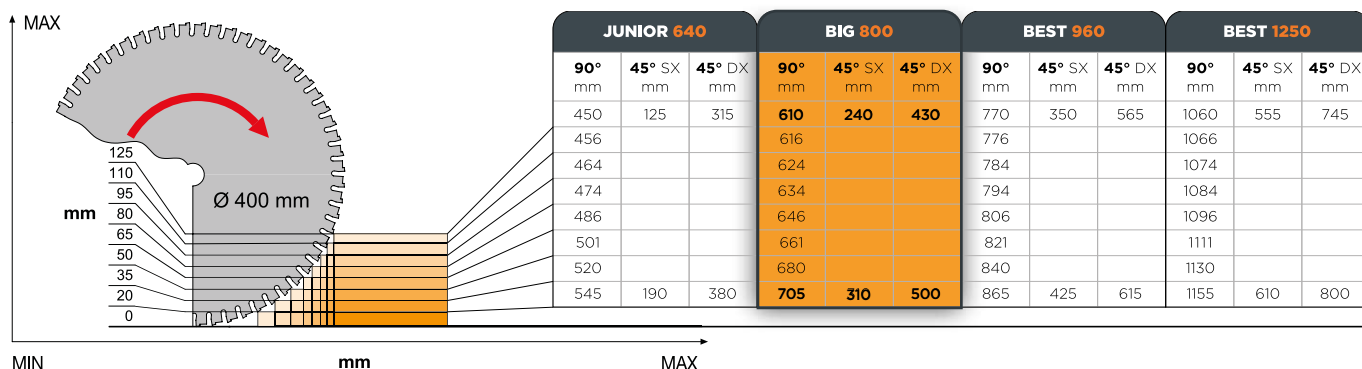 MAX
JUNIOR 640 BIG 800 BEST 960 BEST 1250
90° 45° SX 45° DX 90° 45° SX 45° DX 90° 45° SX 45° DX 90° 45° SX 45° DX
mm mm mm mm mm mm mm mm mm mm mm mm
450 125 315 610 240 430 770 350 565 1060 555 745
456 616 776 1066
464 624 784 1074
474 634 794 1084
486 646 806 1096
501 661 821 1111
520 680 840 1130
545 190 380 705 310 500 865 425 615 1155 610 800
125
110
95
80
65
50
35
20
0
mm
Ø 400 mm
MIN mm MAX